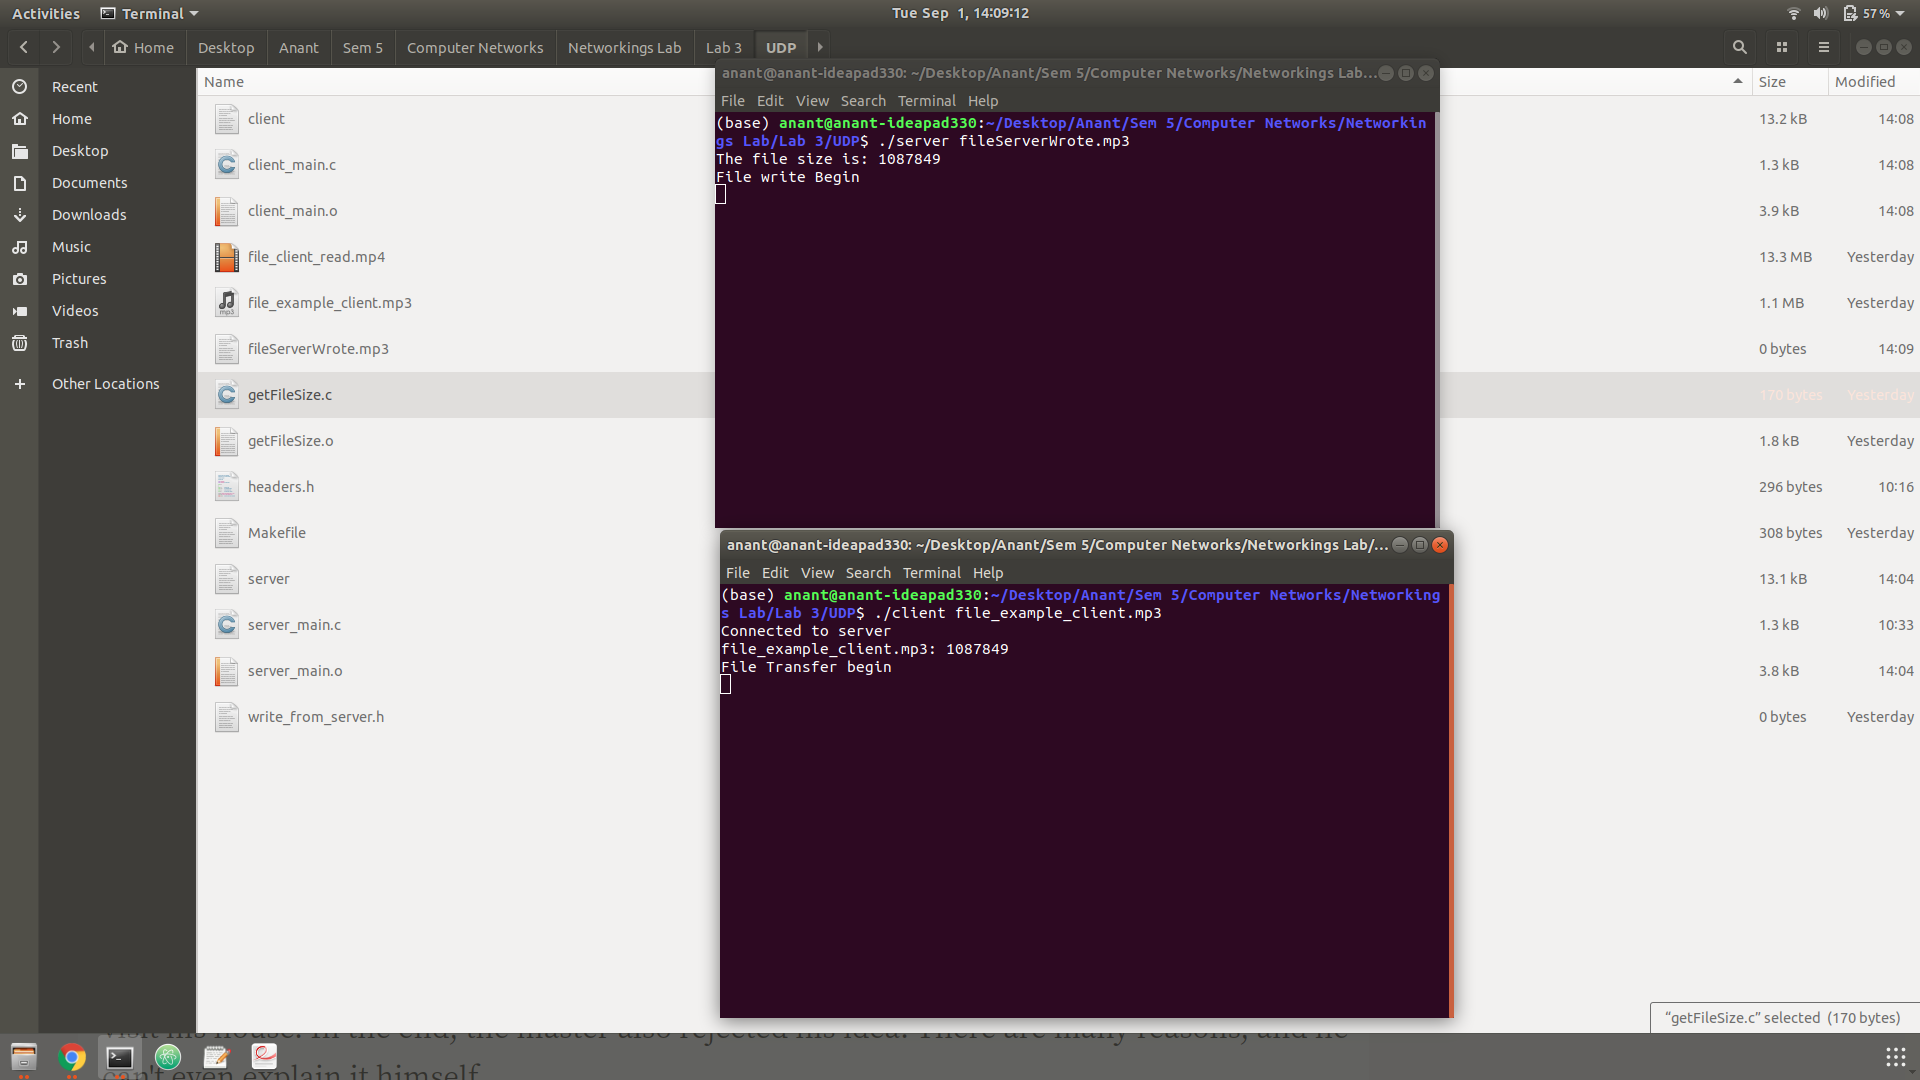 Activities Terminal Tue Sep 1, 14:09:12 57 %
Home Desktop Anant Sem 5 Computer Networks Networkings Lab Lab 3 UDP
Recent
Home
Desktop
Documents
Downloads
Music
Pictures
Videos
Trash
Other Locations
Name Size Modified
client 13.2 kB 14:08
client_main.c 1.3 kB 14:08
client_main.o 3.9 kB 14:08
file_client_read.mp4 13.3 MB Yesterday
file_example_client.mp3 1.1 MB Yesterday
fileServerWrote.mp3 0 bytes 14:09
getFileSize.c 170 bytes Yesterday
getFileSize.o 1.8 kB Yesterday
headers.h 296 bytes 10:16
Makefile 308 bytes Yesterday
server 13.1 kB 14:04
server_main.c 1.3 kB 10:33
server_main.o 3.8 kB 14:04
write_from_server.h 0 bytes Yesterday
anant@anant-ideapad330: ~/Desktop/Anant/Sem 5/Computer Networks/Networkings Lab...
File Edit View Search Terminal Help
(base) anant@anant-ideapad330:~/Desktop/Anant/Sem 5/Computer Networks/Networkin
gs Lab/Lab 3/UDP$ ./server fileServerWrote.mp3
The file size is: 1087849
File write Begin
anant@anant-ideapad330: ~/Desktop/Anant/Sem 5/Computer Networks/Networkings Lab/...
File Edit View Search Terminal Help
(base) anant@anant-ideapad330:~/Desktop/Anant/Sem 5/Computer Networks/Networking
s Lab/Lab 3/UDP$ ./client file_example_client.mp3
Connected to server
file_example_client.mp3: 1087849
File Transfer begin
“getFileSize.c” selected (170 bytes)
visit his house. In the end, the master also rejected his idea. There are many reasons, and he
can't even explain it himself